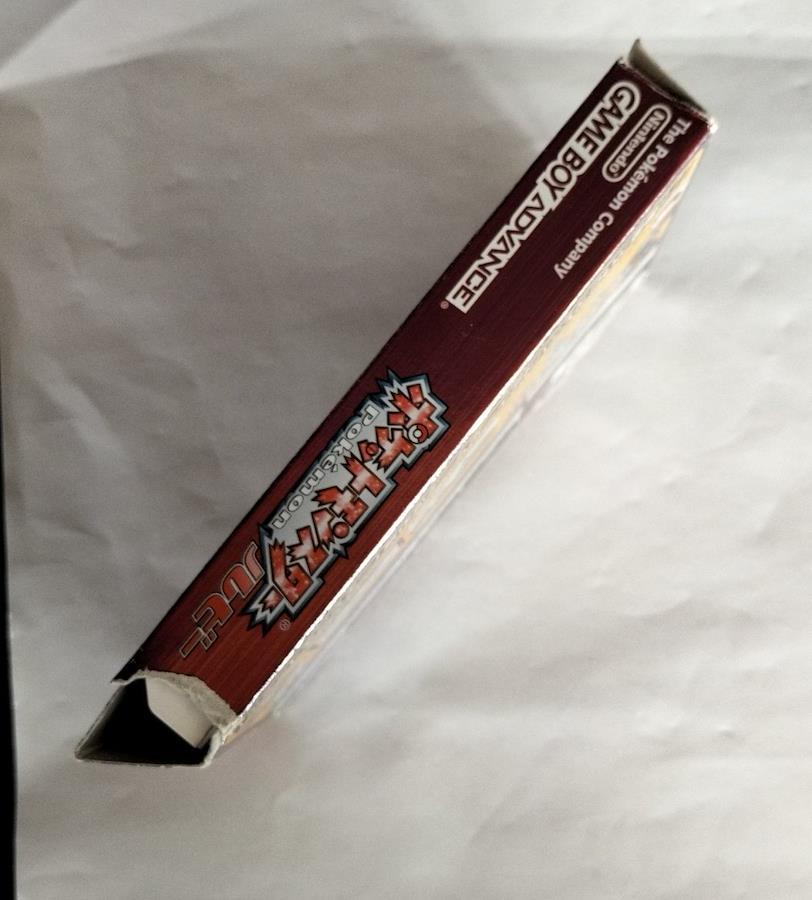 The Pokémon Company
Nintendo®
GAME BOY ADVANCE®
ポケットモンスター®
Pokémon
ルビー